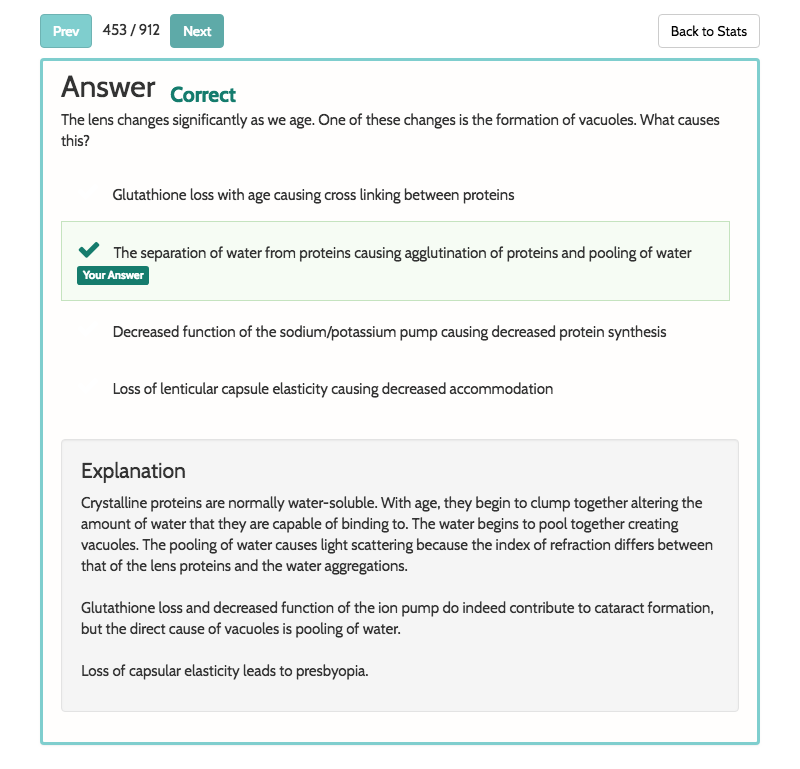 Prev 453 / 912 Next Back to Stats
Answer Correct
The lens changes significantly as we age. One of these changes is the formation of vacuoles. What causes
this?
Glutathione loss with age causing cross linking between proteins
The separation of water from proteins causing agglutination of proteins and pooling of water
Your Answer
Decreased function of the sodium/potassium pump causing decreased protein synthesis
Loss of lenticular capsule elasticity causing decreased accommodation
Explanation
Crystalline proteins are normally water-soluble. With age, they begin to clump together altering the
amount of water that they are capable of binding to. The water begins to pool together creating
vacuoles. The pooling of water causes light scattering because the index of refraction differs between
that of the lens proteins and the water aggregations.
Glutathione loss and decreased function of the ion pump do indeed contribute to cataract formation,
but the direct cause of vacuoles is pooling of water.
Loss of capsular elasticity leads to presbyopia.